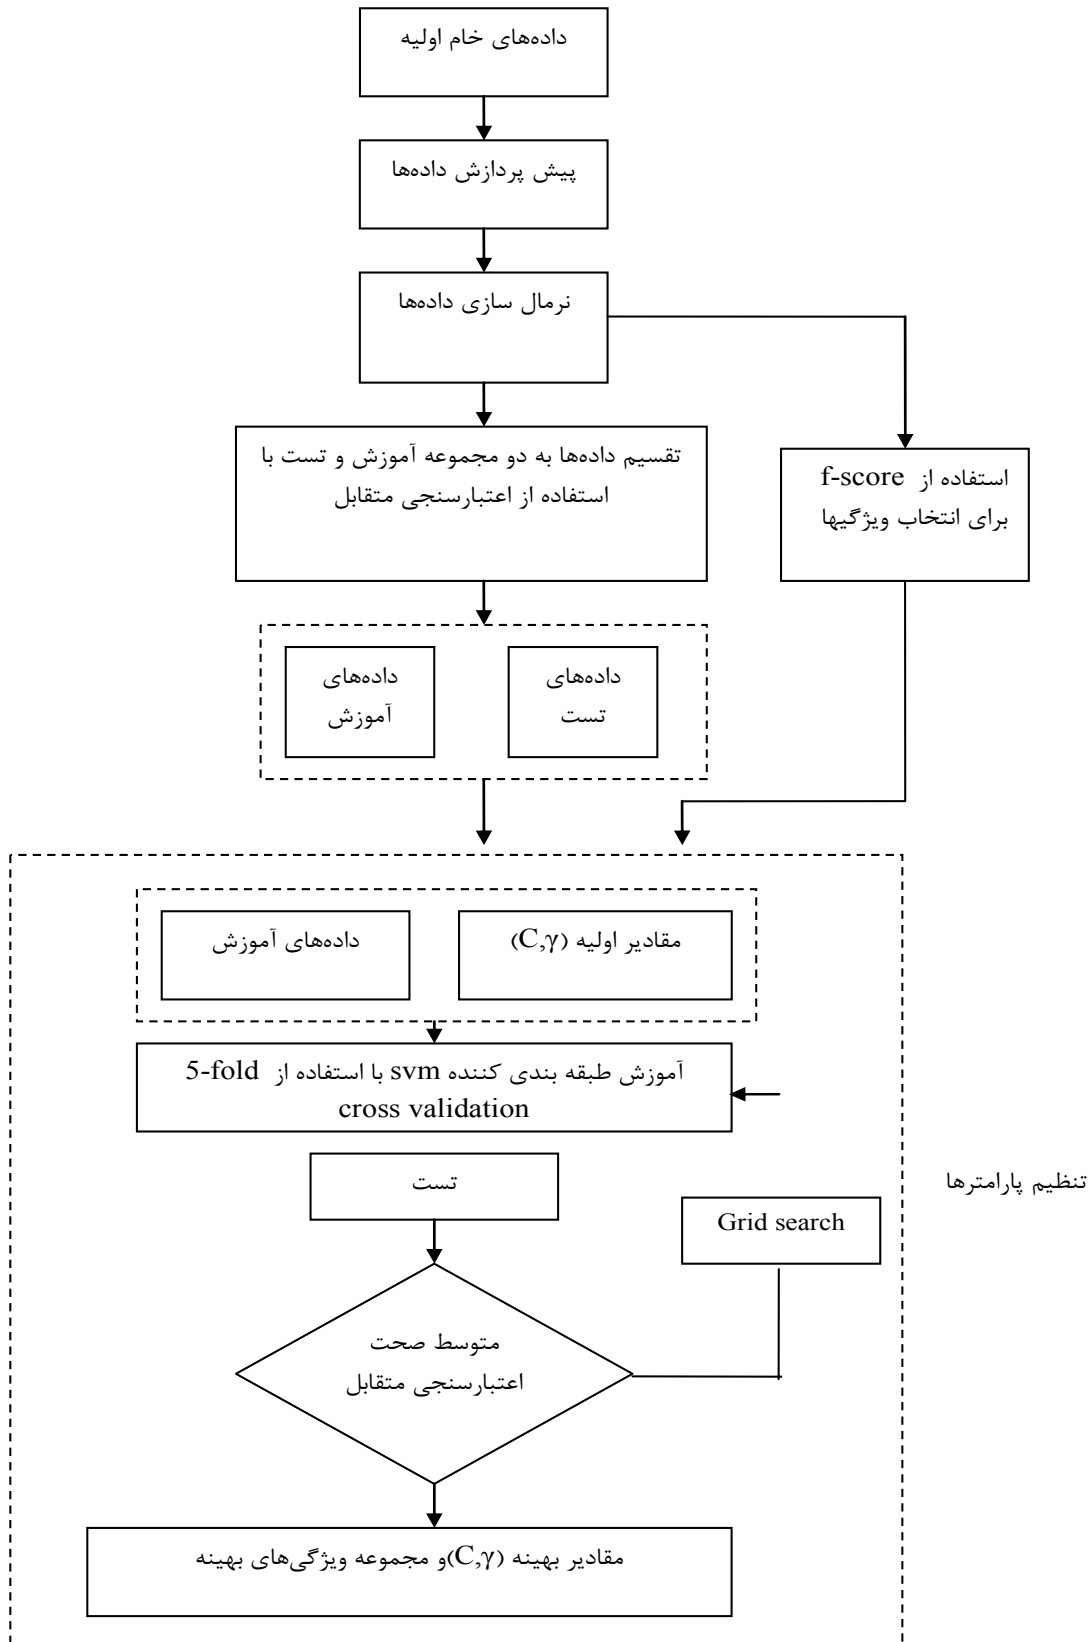 داده‌های خام اولیه
پیش پردازش داده‌ها
نرمال سازی داده‌ها
تقسیم داده‌ها به دو مجموعه آموزش و تست با
استفاده از اعتبارسنجی متقابل
استفاده از f-score
برای انتخاب ویژگیها
داده‌های
آموزش
داده‌های
تست
داده‌های آموزش
مقادیر اولیه (C,γ)
آموزش طبقه بندی کننده svm با استفاده از 5-fold
cross validation
تست
تنظیم پارامترها
Grid search
متوسط صحت
اعتبارسنجی متقابل
مقادیر بهینه (C,γ)و مجموعه ویژگی‌های بهینه